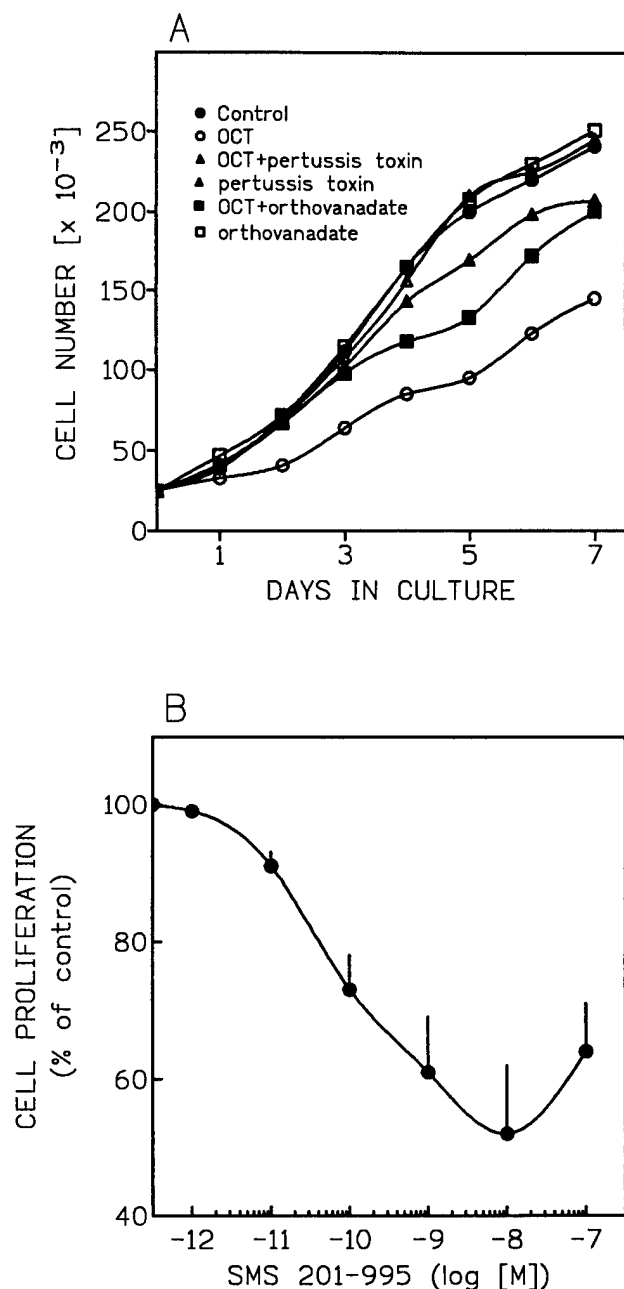 A
CELL NUMBER [x 10⁻³]
250
200
150
100
50
0
Control
OCT
OCT+pertussis toxin
pertussis toxin
OCT+orthovanadate
orthovanadate
1 3 5 7
DAYS IN CULTURE
B
CELL PROLIFERATION
(% of control)
100
80
60
40
-12 -11 -10 -9 -8 -7
SMS 201-995 (log [M])